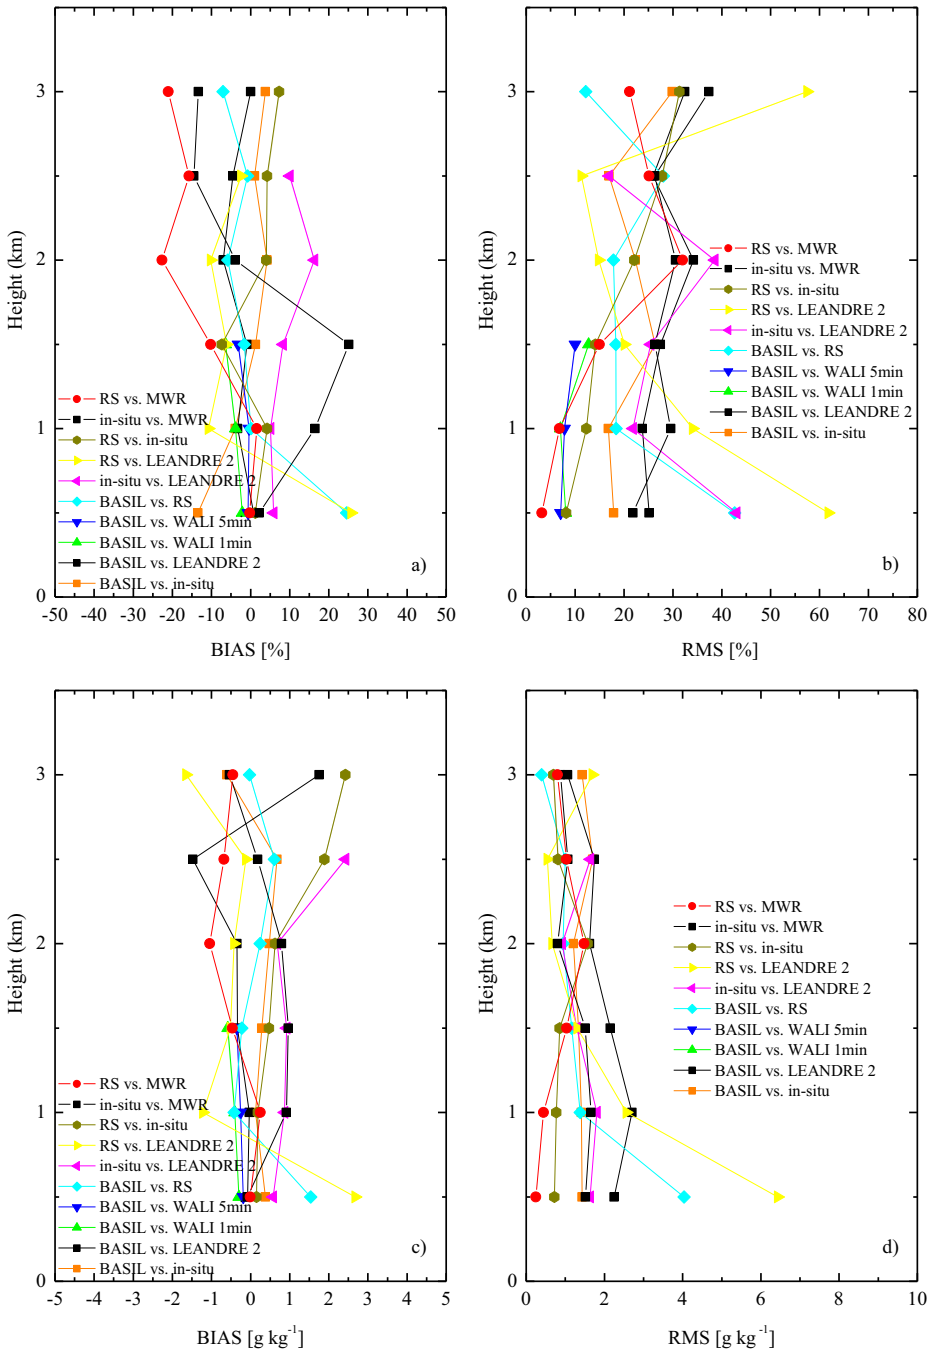 3
2
1
0
Height (km)
-50 -40 -30 -20 -10 0 10 20 30 40 50
BIAS [%]
RS vs. MWR
in-situ vs. MWR
RS vs. in-situ
RS vs. LEANDRE 2
in-situ vs. LEANDRE 2
BASIL vs. RS
BASIL vs. WALI 5min
BASIL vs. WALI 1min
BASIL vs. LEANDRE 2
BASIL vs. in-situ
a)
3
2
1
0
Height (km)
10 20 30 40 50 60 70 80
RMS [%]
RS vs. MWR
in-situ vs. MWR
RS vs. in-situ
RS vs. LEANDRE 2
in-situ vs. LEANDRE 2
BASIL vs. RS
BASIL vs. WALI 5min
BASIL vs. WALI 1min
BASIL vs. LEANDRE 2
BASIL vs. in-situ
b)
3
2
1
0
Height (km)
-5 -4 -3 -2 -1 0 1 2 3 4 5
BIAS [g kg⁻¹]
RS vs. MWR
in-situ vs. MWR
RS vs. in-situ
RS vs. LEANDRE 2
in-situ vs. LEANDRE 2
BASIL vs. RS
BASIL vs. WALI 5min
BASIL vs. WALI 1min
BASIL vs. LEANDRE 2
BASIL vs. in-situ
c)
3
2
1
0
Height (km)
0 2 4 6 8 10
RMS [g kg⁻¹]
RS vs. MWR
in-situ vs. MWR
RS vs. in-situ
RS vs. LEANDRE 2
in-situ vs. LEANDRE 2
BASIL vs. RS
BASIL vs. WALI 5min
BASIL vs. WALI 1min
BASIL vs. LEANDRE 2
BASIL vs. in-situ
d)